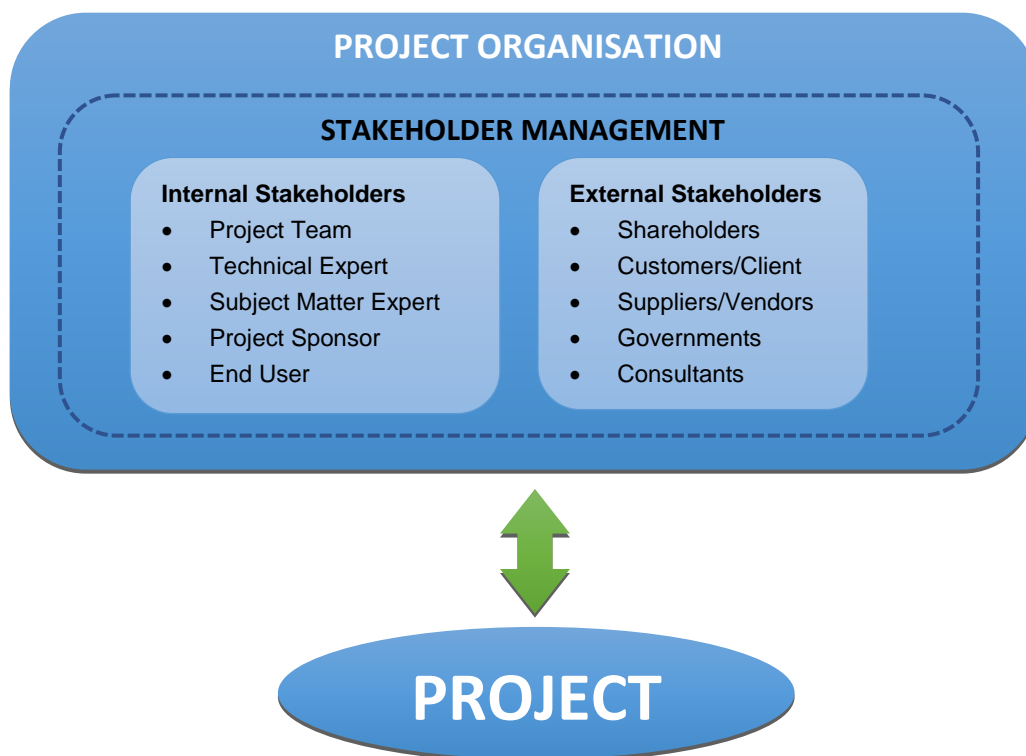 PROJECT ORGANISATION
STAKEHOLDER MANAGEMENT
Internal Stakeholders
• Project Team
• Technical Expert
• Subject Matter Expert
• Project Sponsor
• End User
External Stakeholders
• Shareholders
• Customers/Client
• Suppliers/Vendors
• Governments
• Consultants
PROJECT